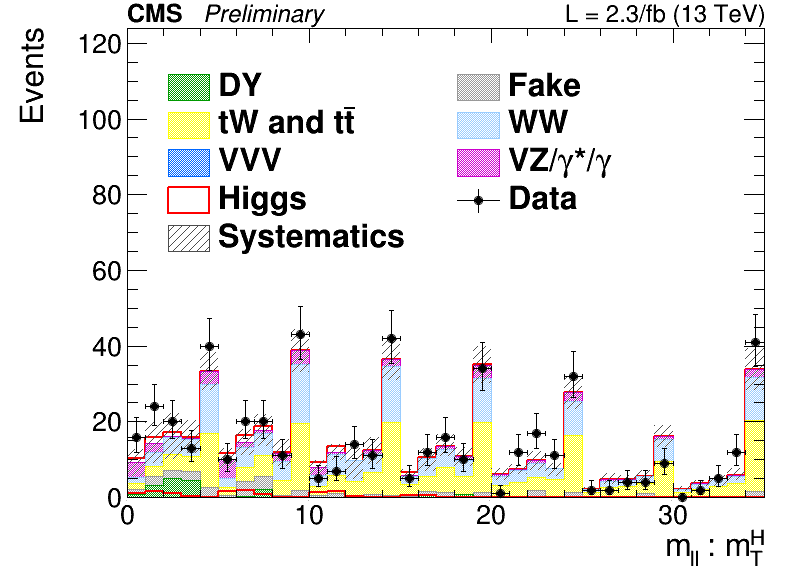 CMS Preliminary L = 2.3/fb (13 TeV)
Events
120
100
80
60
40
20
0
DY Fake
tW and tt̄ WW
VVV VZ/γ*/γ
Higgs Data
Systematics
0 10 20 30
m_ll : m_T^H